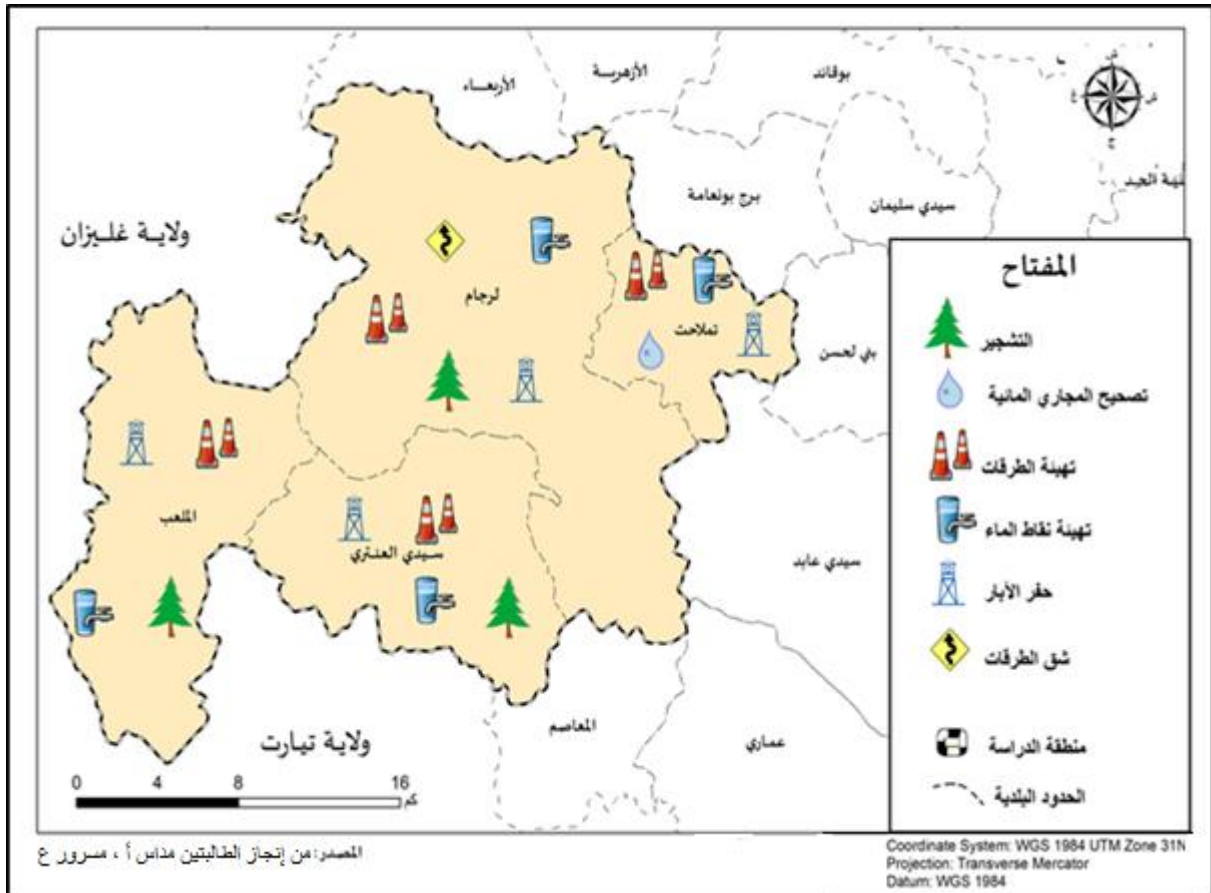 الأربعاء
الأزهرية
بوقائد
ش
غ
ش
ج
ثنية الحد
برج بونعامة
سيدي سليمان
ولاية غليزان
لرجام
تملاحت
بني لحسن
الملعب
سيدي العنتري
سيدي عابد
المعاصم
عماري
ولاية تيارت
0 4 8 16
كم
المفتاح
التشجير
تصحيح المجاري المائية
تهيئة الطرقات
تهيئة نقاط الماء
حفر الآبار
شق الطرقات
منطقة الدراسة
الحدود البلدية
المصدر: من إنجاز الطالبتين مداس أ ، مسرور ع
Coordinate System: WGS 1984 UTM Zone 31N
Projection: Transverse Mercator
Datum: WGS 1984